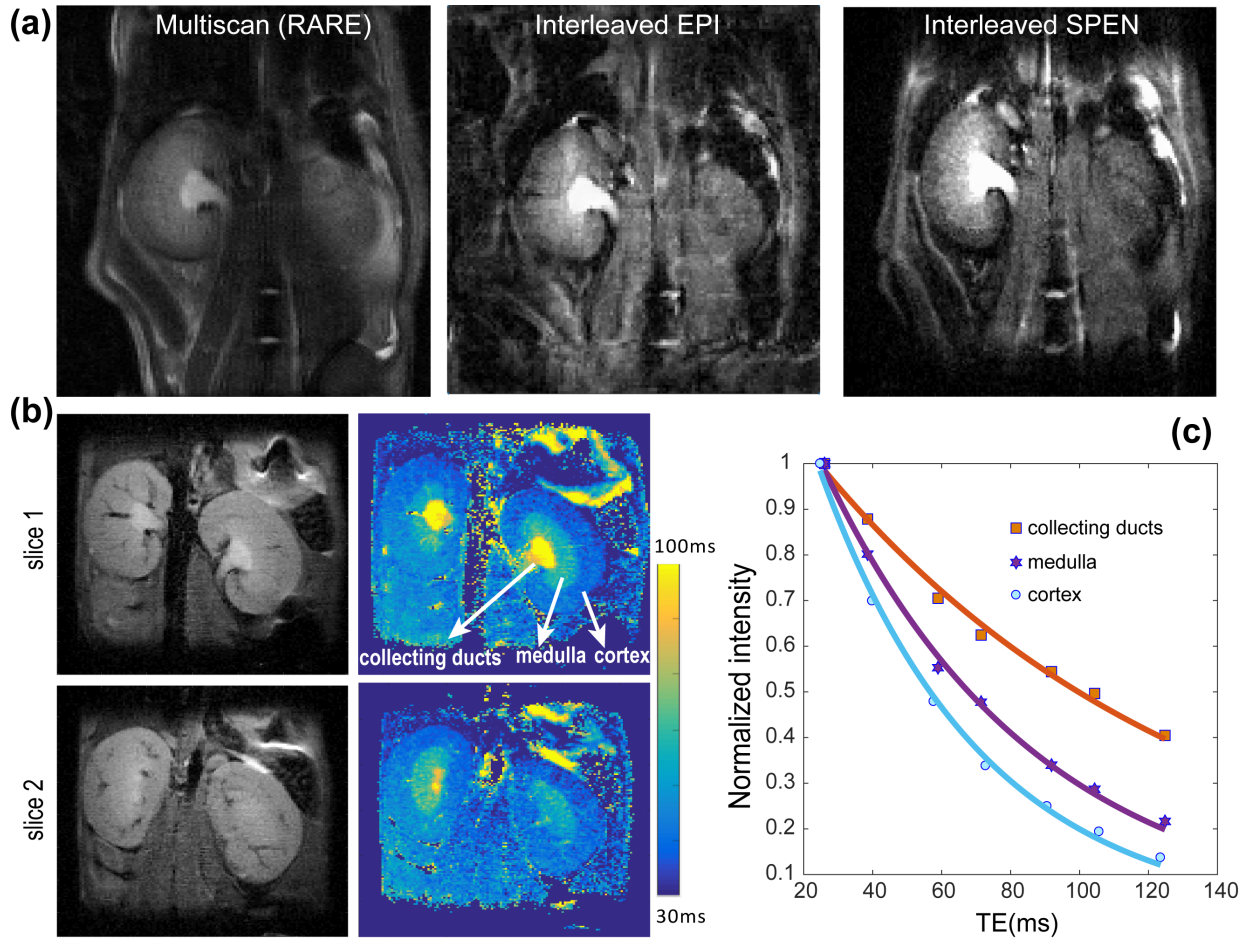 (a)
Multiscan (RARE)
Interleaved EPI
Interleaved SPEN
(b)
slice 1
collecting ducts
medulla
cortex
slice 2
100ms
30ms
(c)
Normalized intensity
1
0.9
0.8
0.7
0.6
0.5
0.4
0.3
0.2
0.1
collecting ducts
medulla
cortex
20
40
60
80
100
120
140
TE(ms)